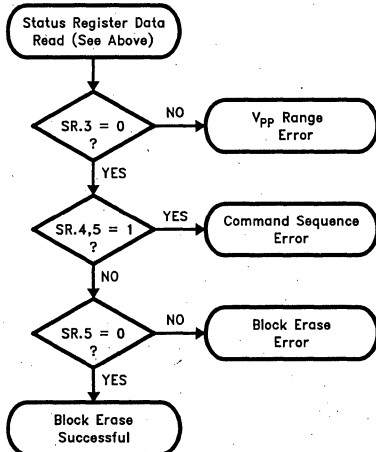 Status Register Data
Read (See Above)
SR.3 = 0
?
NO
V_PP Range
Error
YES
SR.4,5 = 1
?
YES
Command Sequence
Error
NO
SR.5 = 0
?
NO
Block Erase
Error
YES
Block Erase
Successful